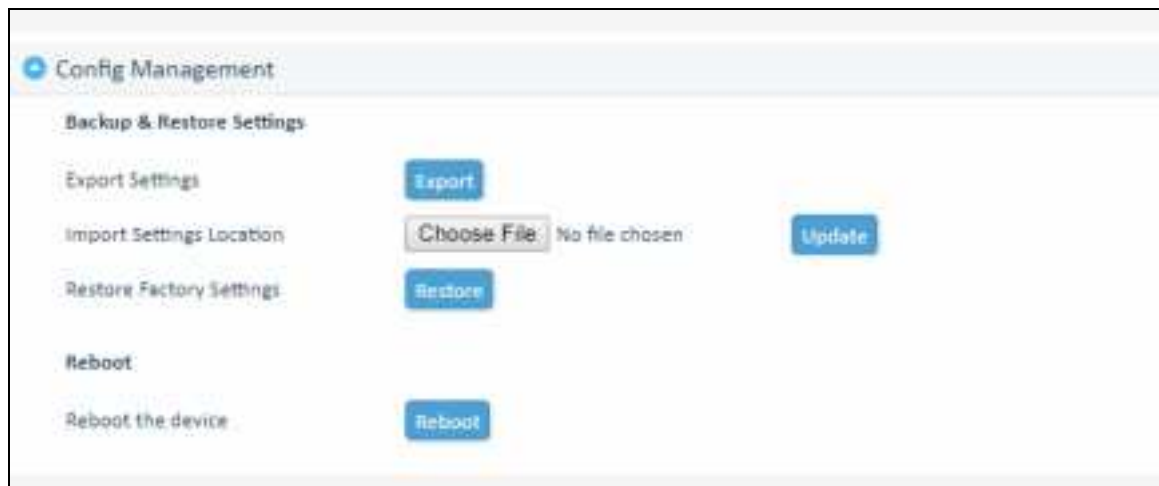 Config Management
Backup & Restore Settings
Export Settings Export
Import Settings Location Choose File No file chosen Update
Restore Factory Settings Restore
Reboot
Reboot the device Reboot